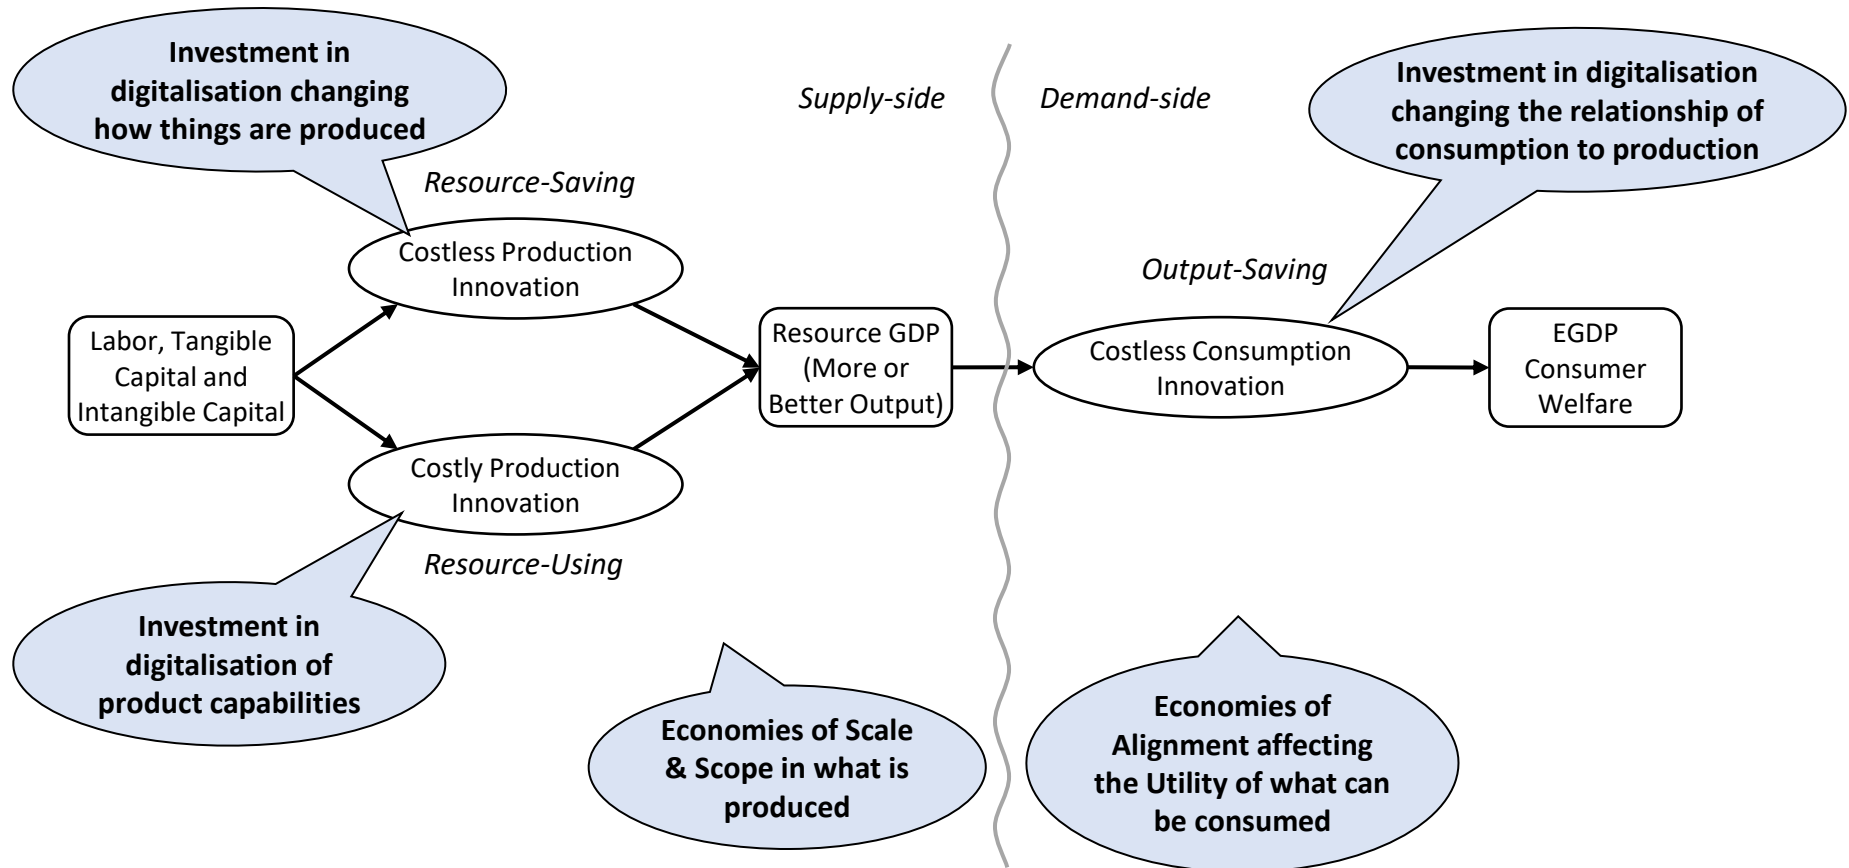 Investment in
digitalisation changing
how things are produced
Supply-side
Demand-side
Investment in digitalisation
changing the relationship of
consumption to production
Resource-Saving
Costless Production
Innovation
Output-Saving
Labor, Tangible
Capital and
Intangible Capital
Resource GDP
(More or
Better Output)
Costless Consumption
Innovation
EGDP
Consumer
Welfare
Costly Production
Innovation
Resource-Using
Investment in
digitalisation of
product capabilities
Economies of Scale
& Scope in what is
produced
Economies of
Alignment affecting
the Utility of what can
be consumed